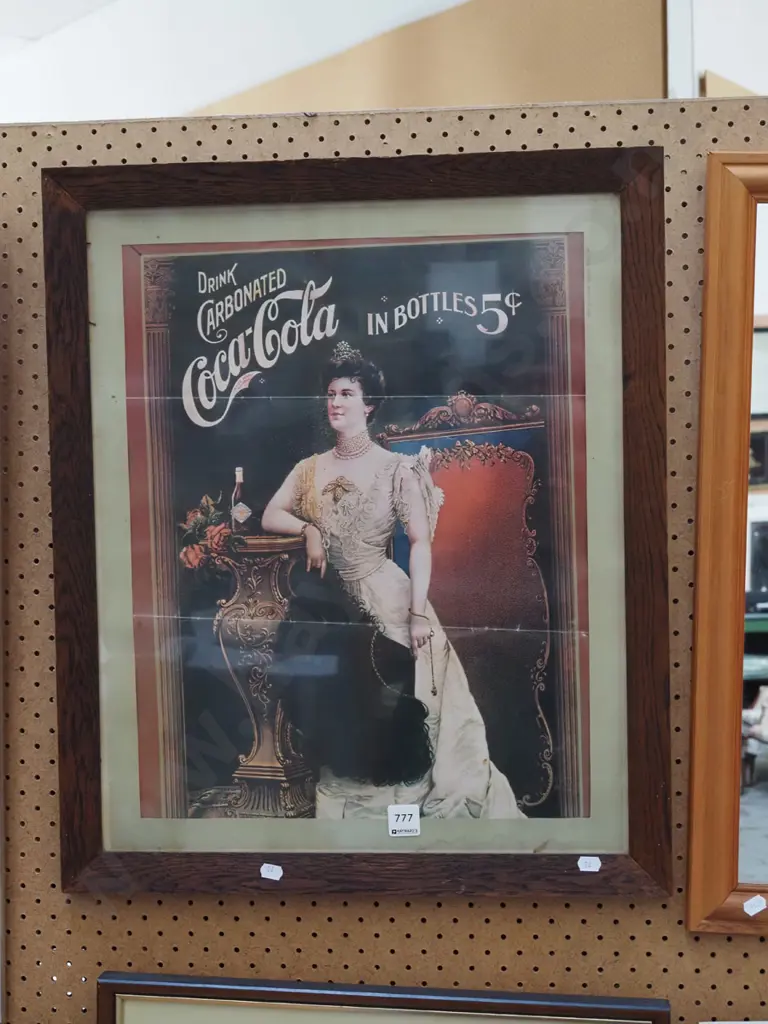 DRINK
CARBONATED
Coca-Cola
IN BOTTLES 5¢
777